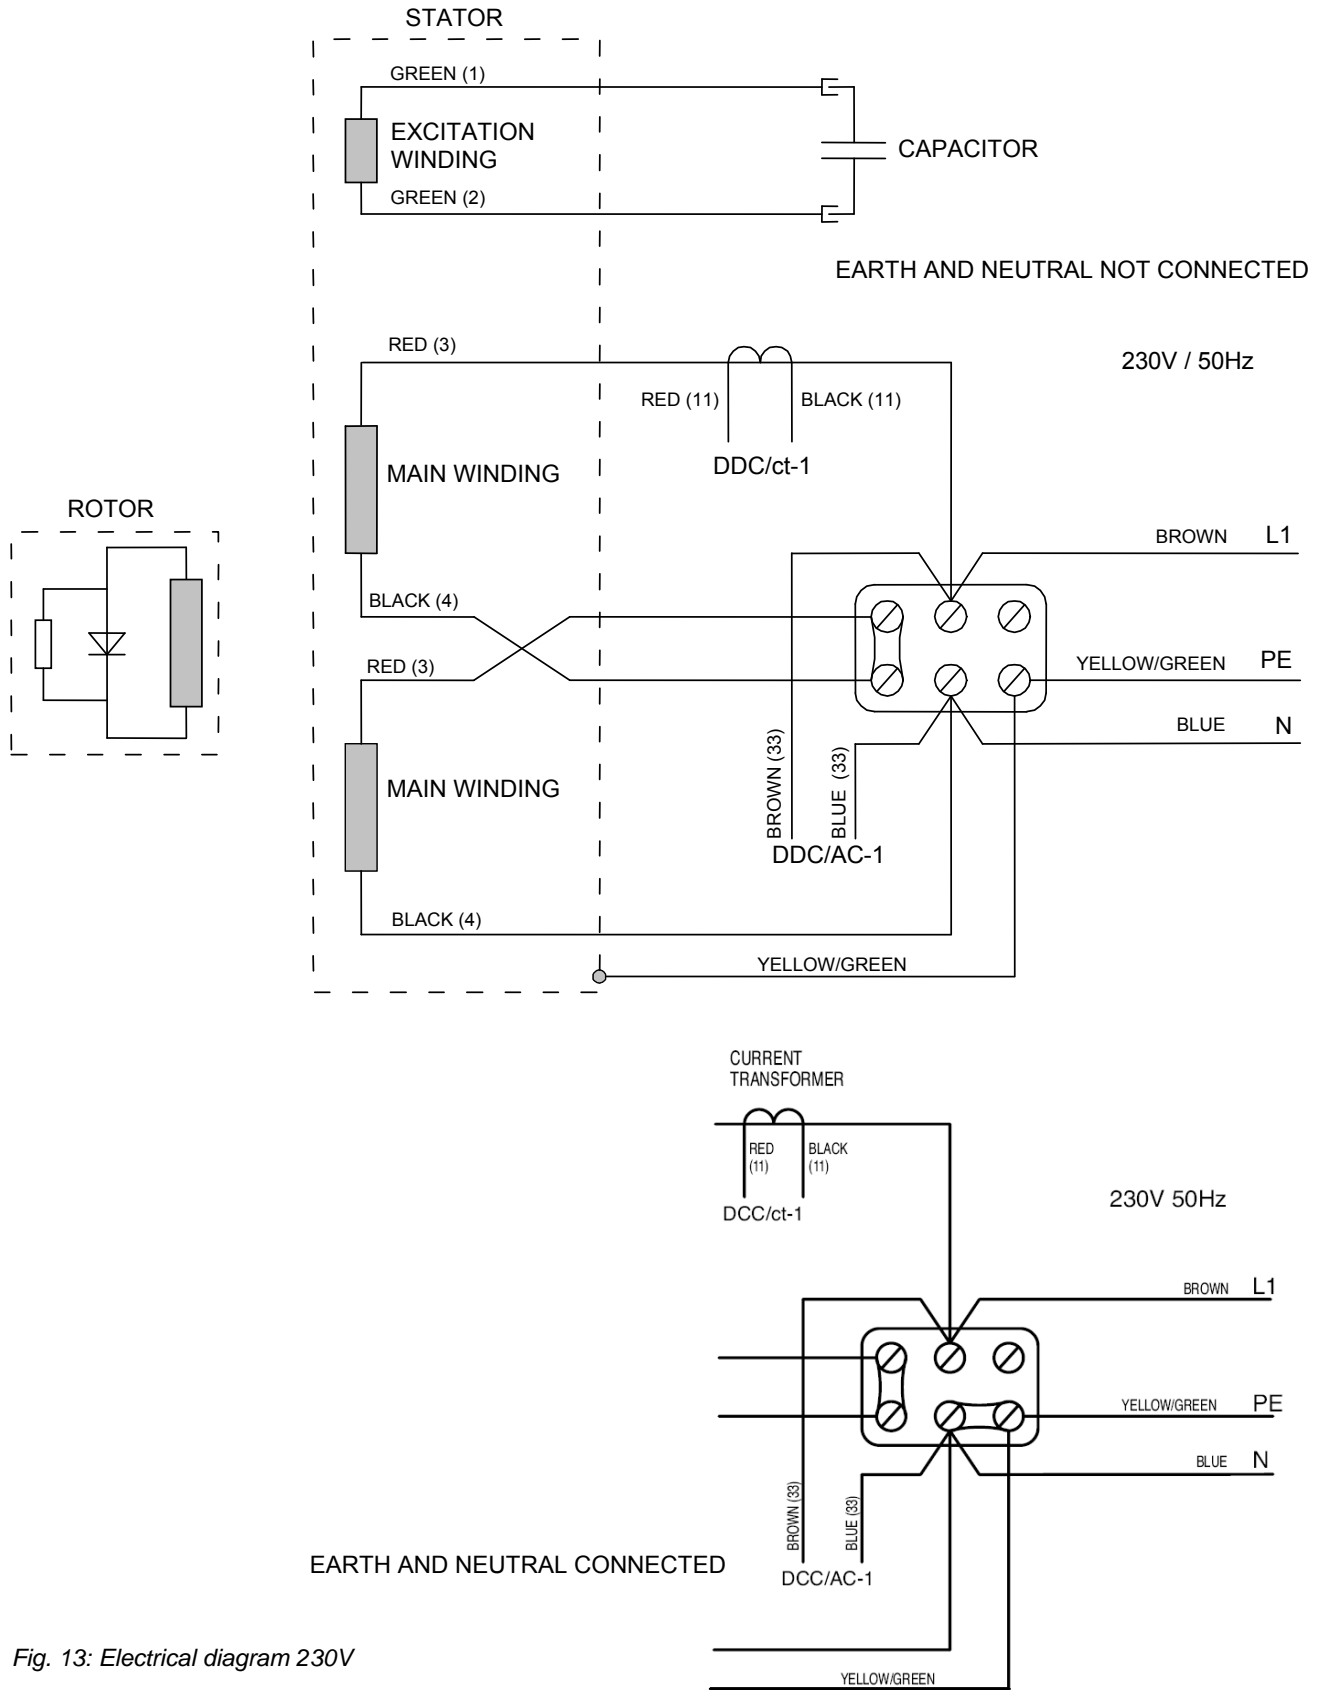 STATOR
GREEN (1)
EXCITATION
WINDING
GREEN (2)
CAPACITOR
EARTH AND NEUTRAL NOT CONNECTED
RED (3)
230V / 50Hz
RED (11)
BLACK (11)
DDC/ct-1
MAIN WINDING
ROTOR
BROWN
L1
BLACK (4)
RED (3)
YELLOW/GREEN
PE
BLUE
N
BROWN (33)
BLUE (33)
MAIN WINDING
DDC/AC-1
BLACK (4)
YELLOW/GREEN
CURRENT
TRANSFORMER
RED
(11)
BLACK
(11)
DCC/ct-1
230V 50Hz
BROWN
L1
YELLOW/GREEN
PE
BLUE
N
BROWN (33)
BLUE (33)
EARTH AND NEUTRAL CONNECTED
DCC/AC-1
Fig. 13: Electrical diagram 230V
YELLOW/GREEN